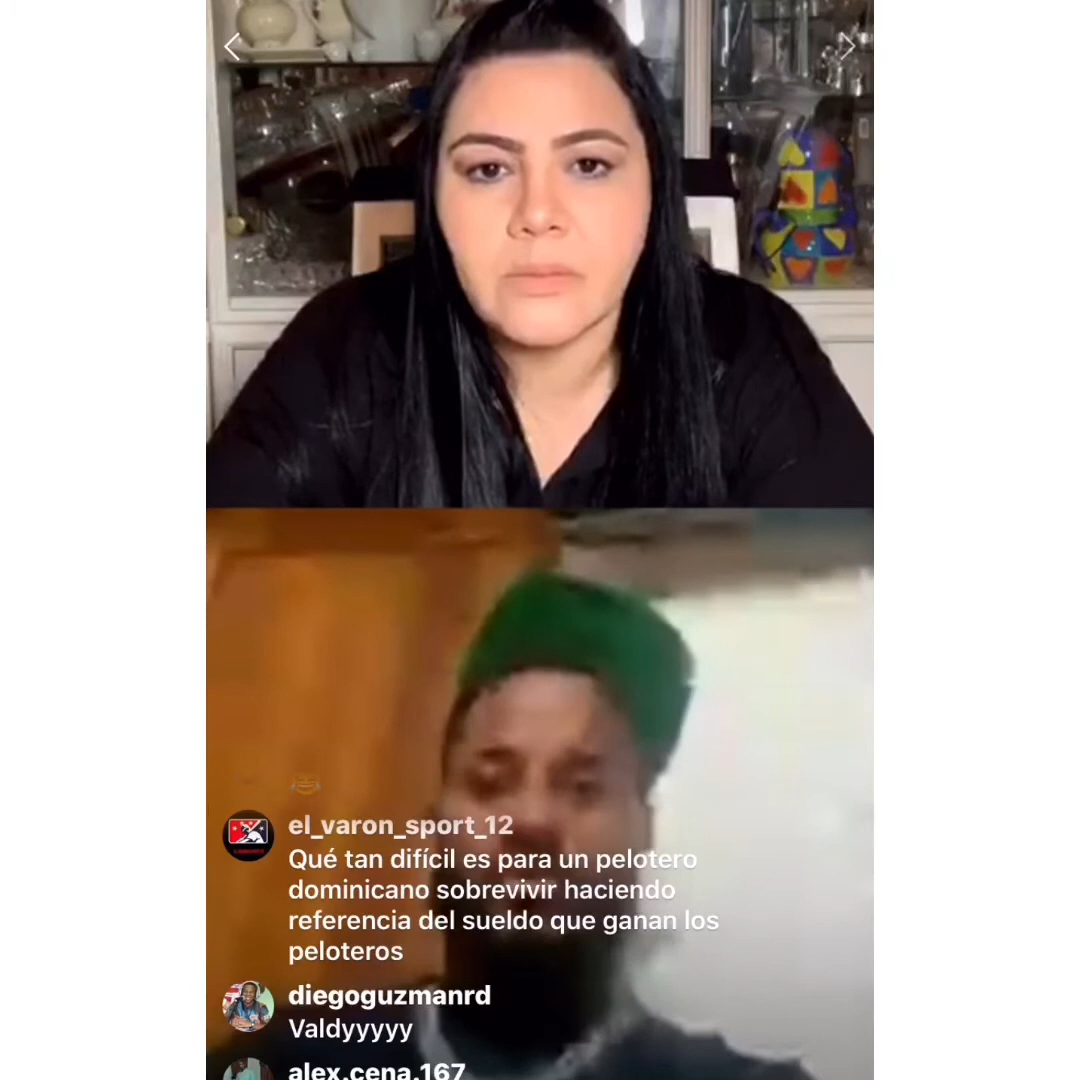 el_varon_sport_12
Qué tan difícil es para un pelotero
dominicano sobrevivir haciendo
referencia del sueldo que ganan los
peloteros
diegoguzmanrd
Valdyyyyy
alex.cena.167